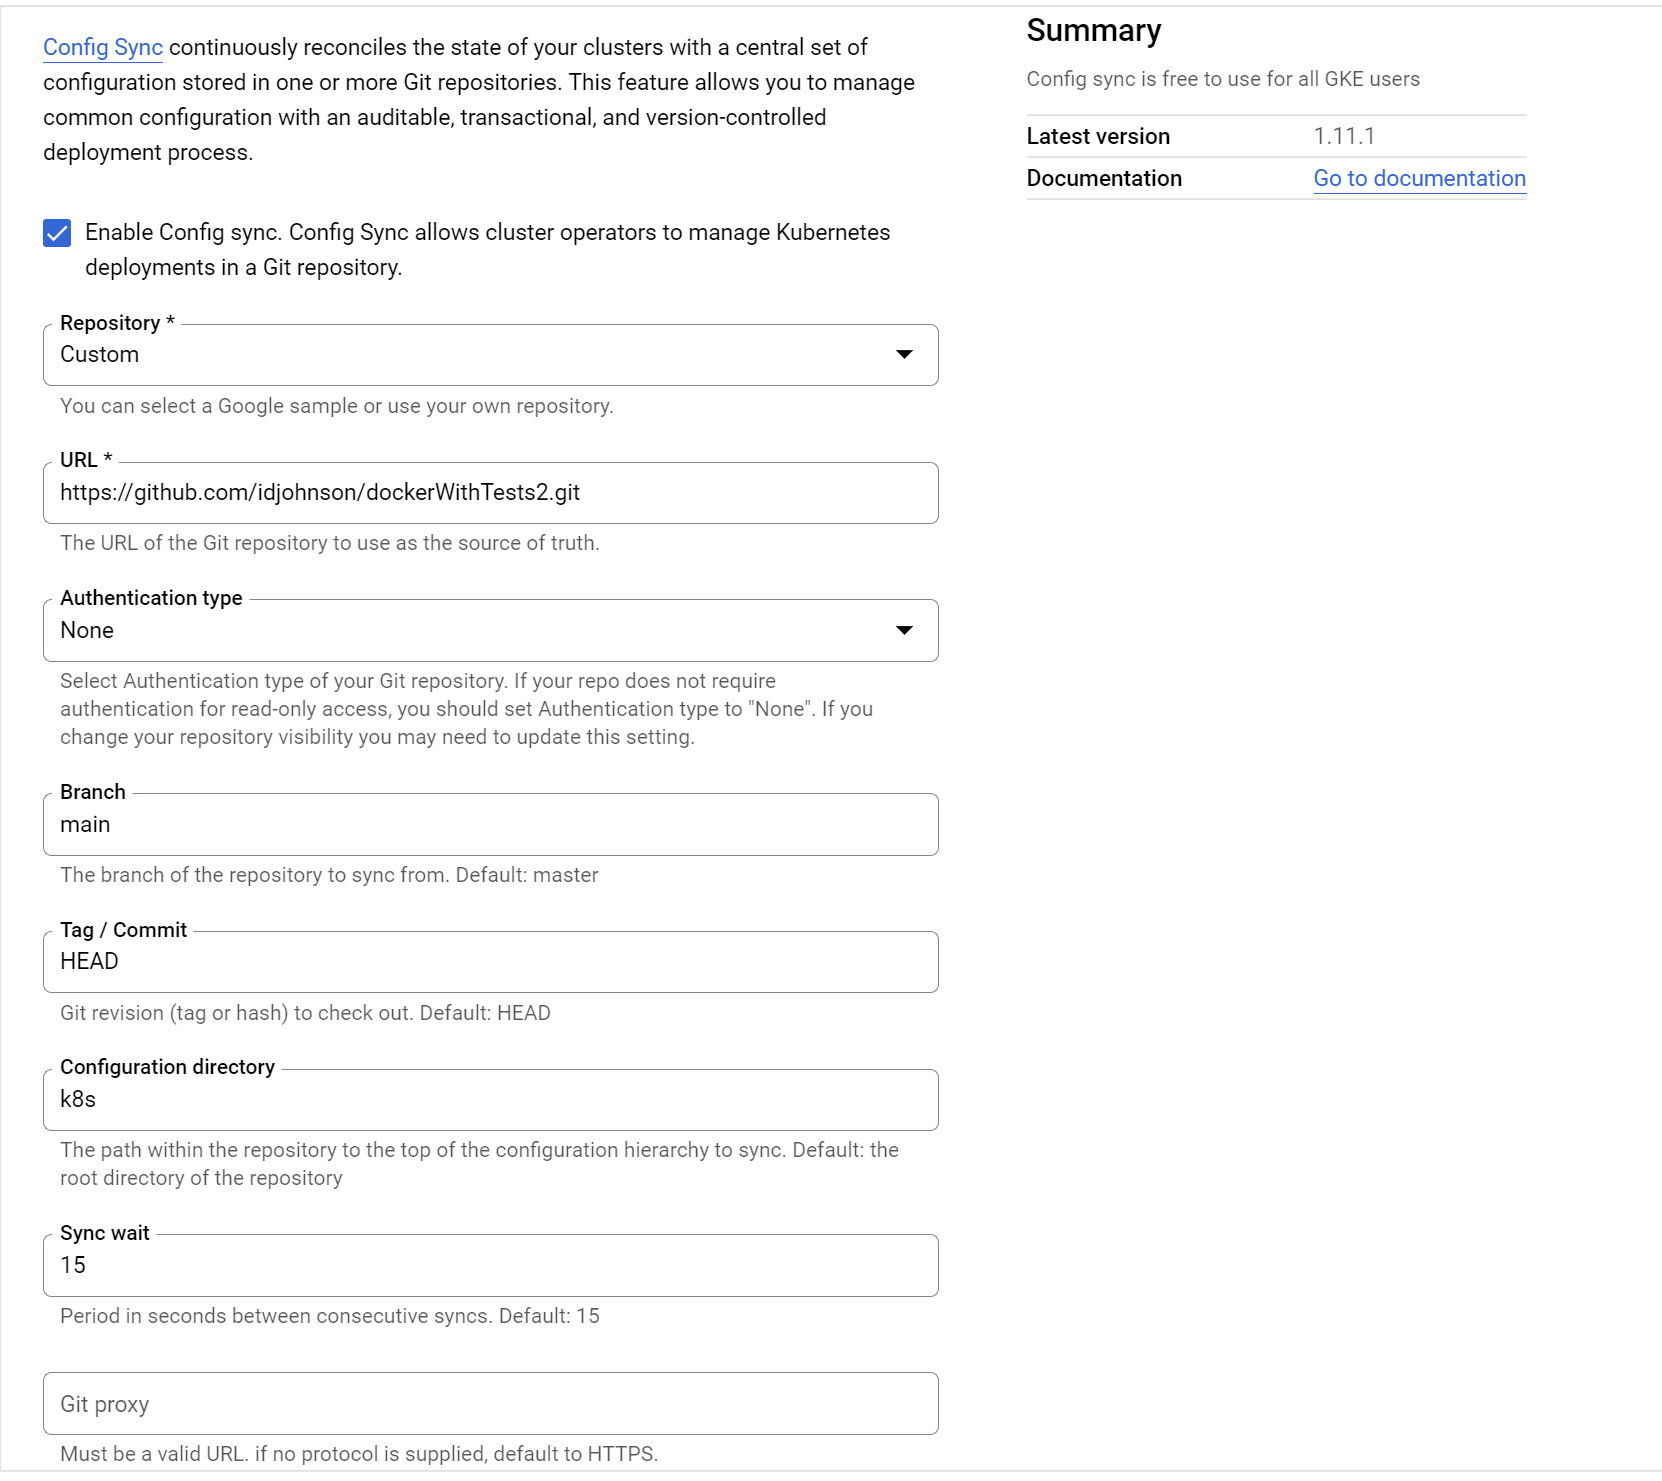 Config Sync continuously reconciles the state of your clusters with a central set of
configuration stored in one or more Git repositories. This feature allows you to manage
common configuration with an auditable, transactional, and version-controlled
deployment process.
Enable Config sync. Config Sync allows cluster operators to manage Kubernetes
deployments in a Git repository.
Repository *
Custom
You can select a Google sample or use your own repository.
URL *
https://github.com/idjohnson/dockerWithTests2.git
The URL of the Git repository to use as the source of truth.
Authentication type
None
Select Authentication type of your Git repository. If your repo does not require
authentication for read-only access, you should set Authentication type to "None". If you
change your repository visibility you may need to update this setting.
Branch
main
The branch of the repository to sync from. Default: master
Tag / Commit
HEAD
Git revision (tag or hash) to check out. Default: HEAD
Configuration directory
k8s
The path within the repository to the top of the configuration hierarchy to sync. Default: the
root directory of the repository
Sync wait
15
Period in seconds between consecutive syncs. Default: 15
Git proxy
Must be a valid URL. if no protocol is supplied, default to HTTPS.
Summary
Config sync is free to use for all GKE users
Latest version 1.11.1
Documentation Go to documentation